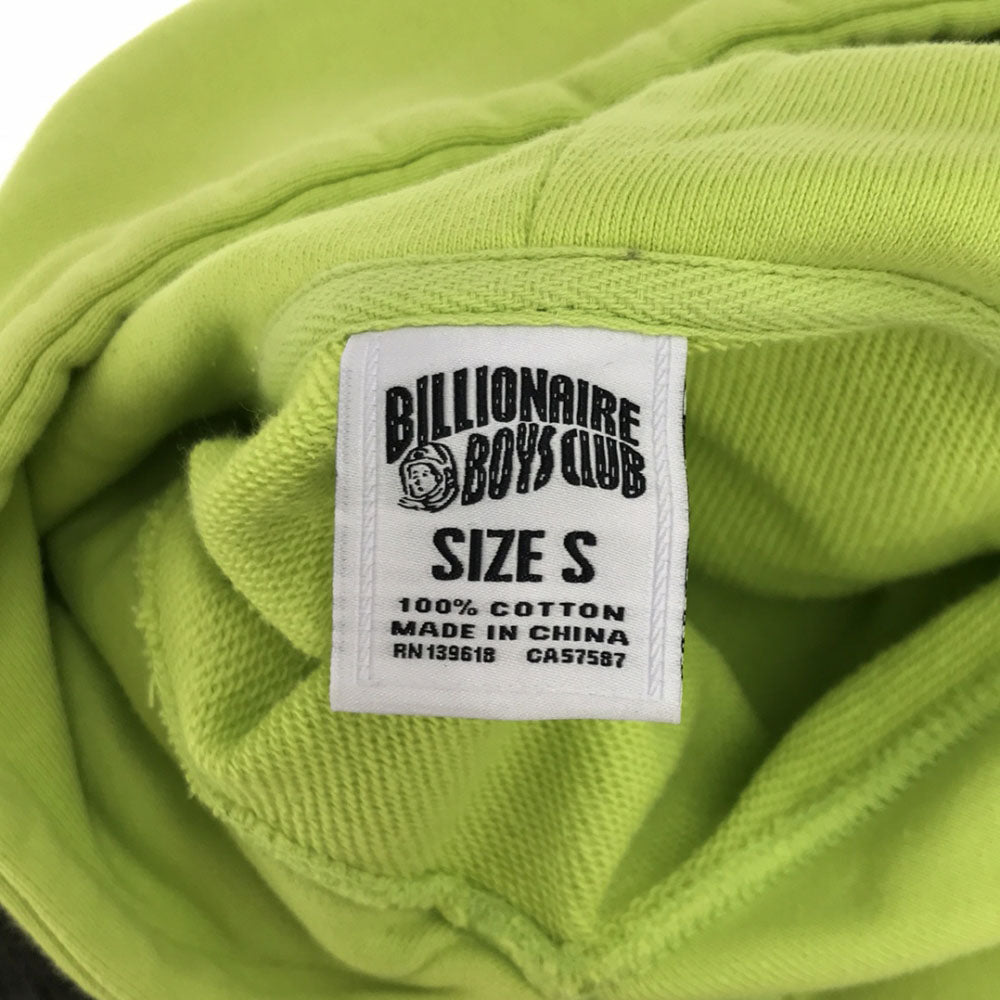 BILLIONAIRE
BOYS CLUB
SIZE S
100% COTTON
MADE IN CHINA
RN139618 CA57587